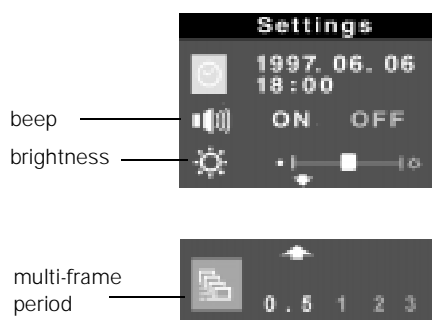 Settings
1997. 06. 06
18:00
beep
ON OFF
brightness
multi-frame
period
0.5 1 2 3